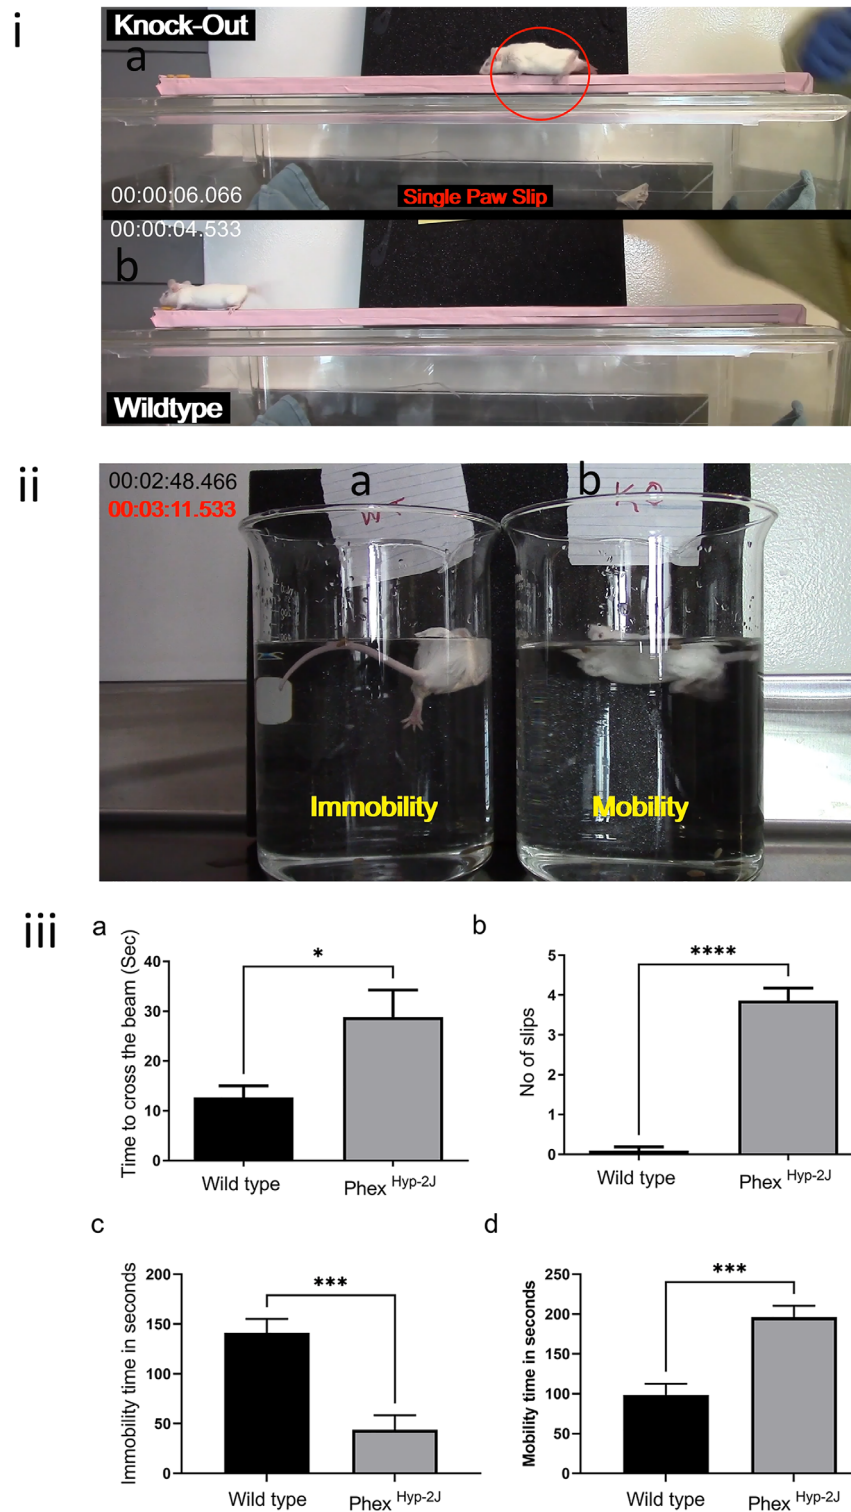 i
Knock-Out
a
00:00:06.066
Single Paw Slip
00:00:04.533
b
Wildtype
ii
00:02:48.466
00:03:11.533
a
b
KO
Immobility
Mobility
iii
a
Time to cross the beam (Sec)
40
30
20
10
0
*
Wild type
Phex Hyp-2J
b
No of slips
5
4
3
2
1
0
****
Wild type
Phex Hyp-2J
c
Immobility time in seconds
200
150
100
50
0
***
Wild type
Phex Hyp-2J
d
Mobility time in seconds
250
200
150
100
50
0
***
Wild type
Phex Hyp-2J